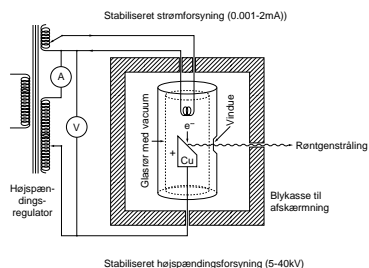 Stabiliseret strømforsyning (0.001-2mA))
A
V
Glasrør med vacuum
Vindue
e⁻
+
Cu
Røntgenstråling
Højspæn-
dings-
regulator
Blykasse til
afskærmning
Stabiliseret højspændingsforsyning (5-40kV)